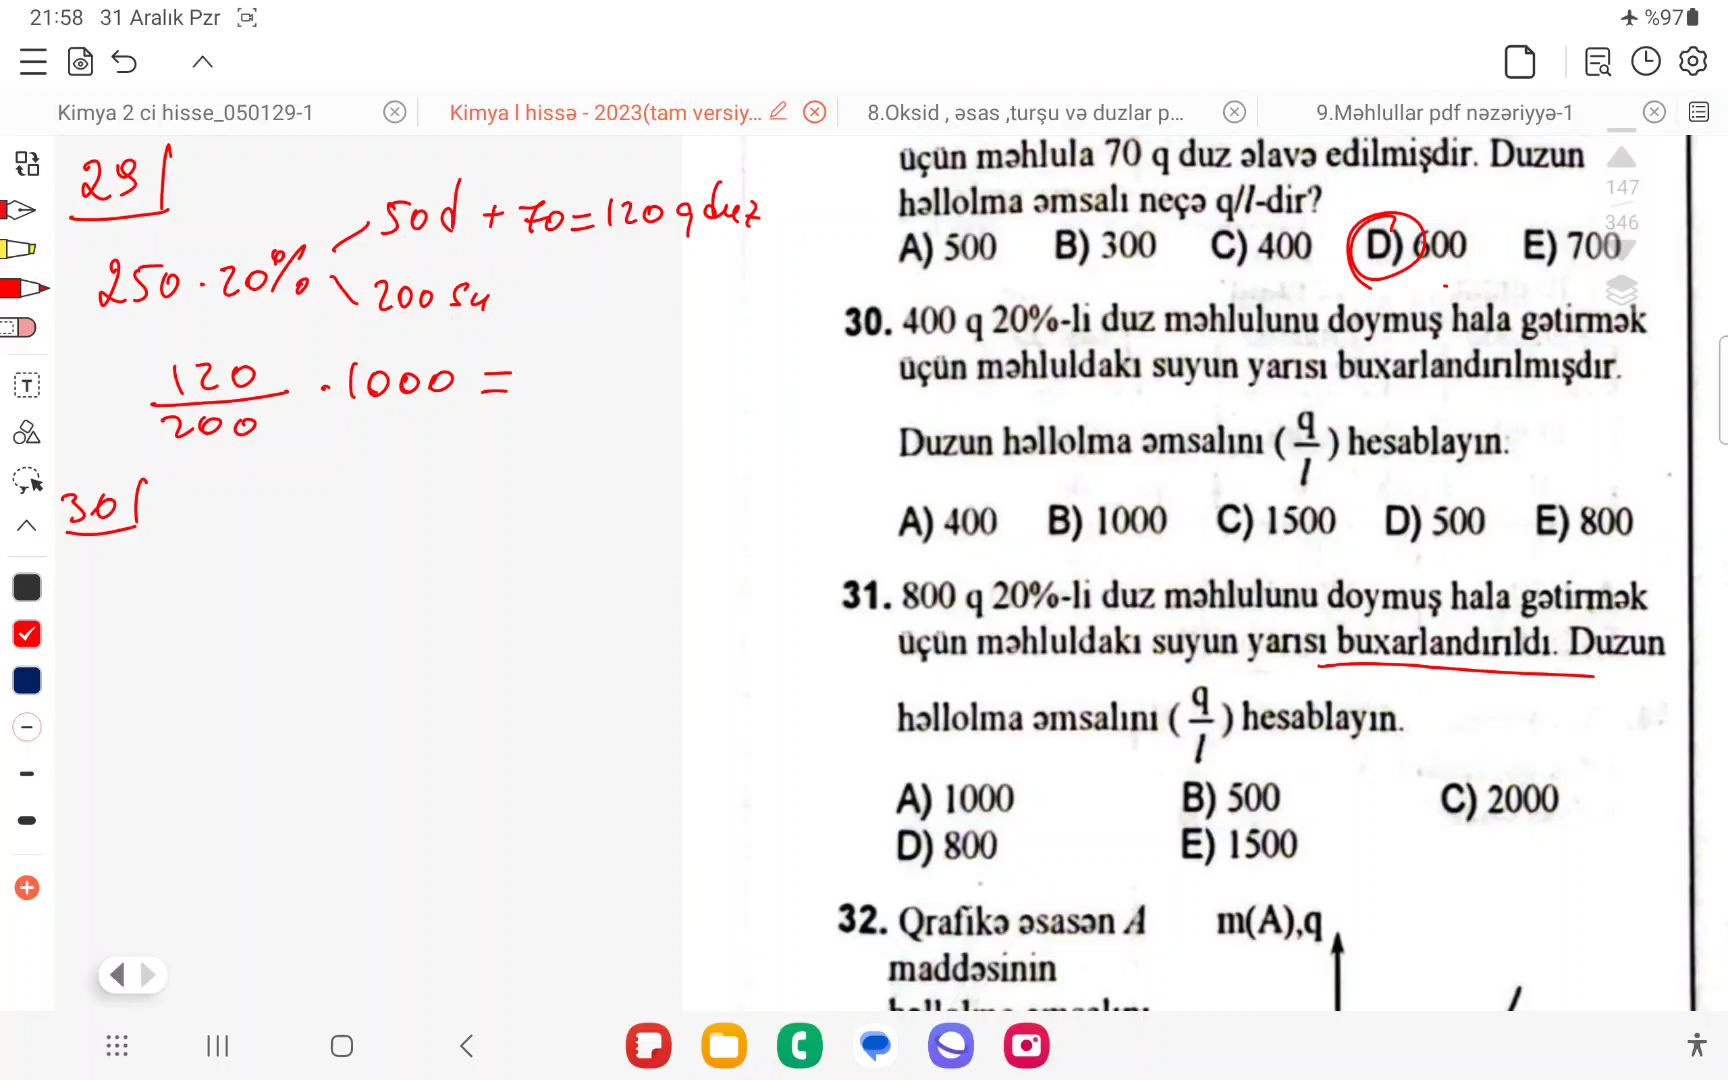 21:58 31 Aralık Pzr
%97
Kimya 2 ci hisse_050129-1
Kimya l hissə - 2023(tam versiy...
8.Oksid , əsas ,turşu və duzlar p...
9.Məhlullar pdf nəzəriyyə-1
29
250 · 20%
50d + 70=120 q duz
200 su
120
200
· 1000 =
30
üçün məhlula 70 q duz əlavə edilmişdir. Duzun
həllolma əmsalı neçə q/l-dir?
A) 500 B) 300 C) 400 D) 600 E) 700
147
346
30. 400 q 20%-li duz məhlulunu doymuş hala gətirmək
üçün məhluldakı suyun yarısı buxarlandırılmışdır.
Duzun həllolma əmsalını ( q/l ) hesablayın.
A) 400 B) 1000 C) 1500 D) 500 E) 800
31. 800 q 20%-li duz məhlulunu doymuş hala gətirmək
üçün məhluldakı suyun yarısı buxarlandırıldı. Duzun
həllolma əmsalını ( q/l ) hesablayın.
A) 1000 B) 500 C) 2000
D) 800 E) 1500
32. Qrafikə əsasən A m(A),q
maddəsinin
T